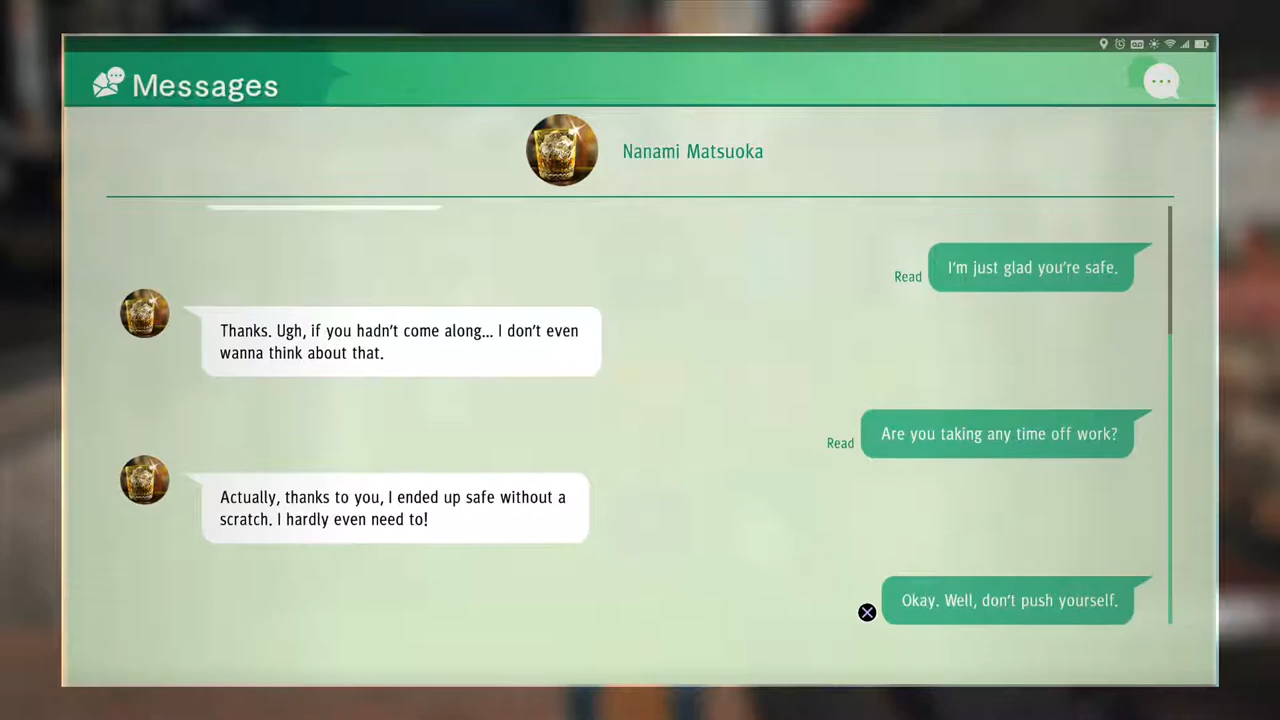 Messages
Nanami Matsuoka
I'm just glad you're safe.
Read
Thanks. Ugh, if you hadn't come along... I don't even
wanna think about that.
Are you taking any time off work?
Read
Actually, thanks to you, I ended up safe without a
scratch. I hardly even need to!
Okay. Well, don't push yourself.